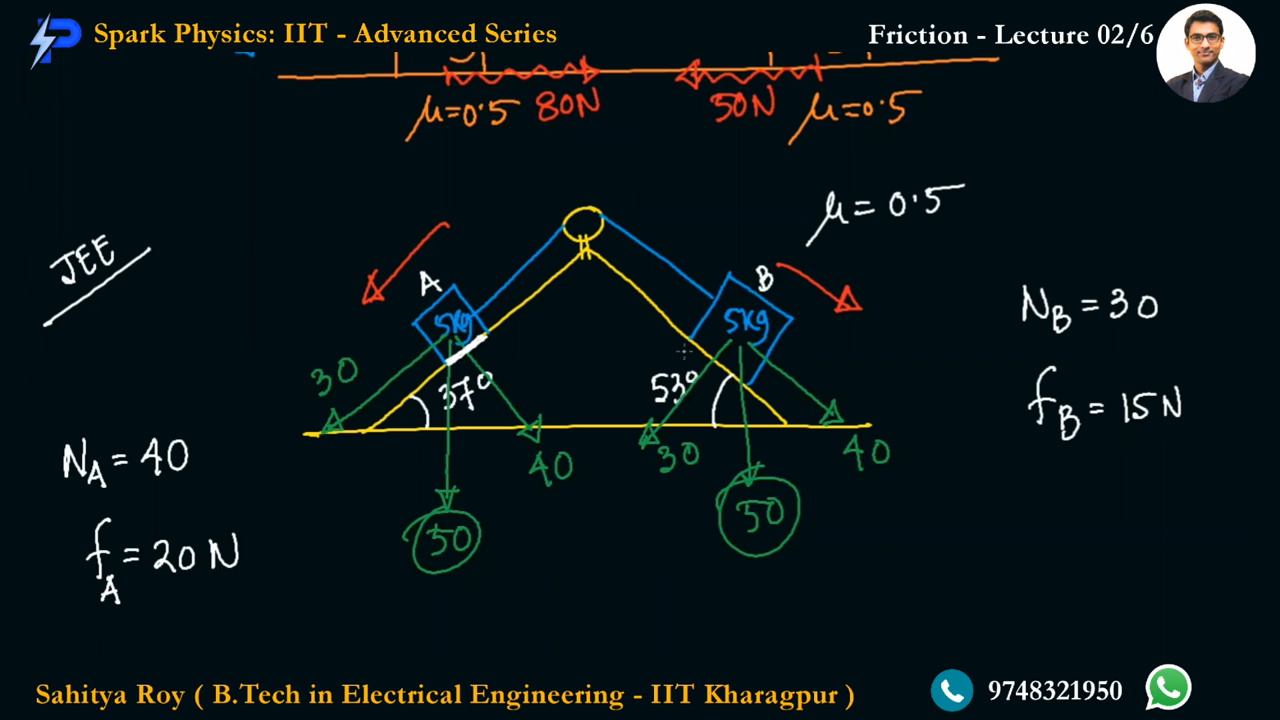 Spark Physics: IIT - Advanced Series
Friction - Lecture 02/6
μ=0.5
80N
50N
μ=0.5
μ=0.5
JEE
A
B
5kg
5kg
30
37°
53°
40
30
40
50
50
N_A = 40
f_A = 20 N
N_B = 30
f_B = 15N
Sahitya Roy ( B.Tech in Electrical Engineering - IIT Kharagpur )
9748321950